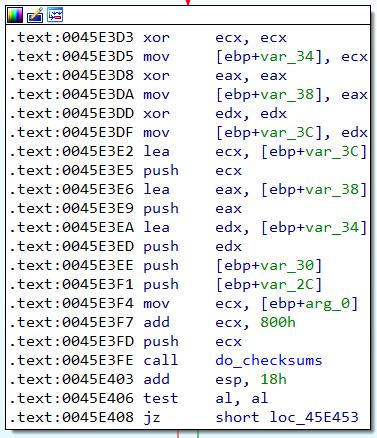 .text:0045E3D3 xor ecx, ecx
.text:0045E3D5 mov [ebp+var_34], ecx
.text:0045E3D8 xor eax, eax
.text:0045E3DA mov [ebp+var_38], eax
.text:0045E3DD xor edx, edx
.text:0045E3DF mov [ebp+var_3C], edx
.text:0045E3E2 lea ecx, [ebp+var_3C]
.text:0045E3E5 push ecx
.text:0045E3E6 lea eax, [ebp+var_38]
.text:0045E3E9 push eax
.text:0045E3EA lea edx, [ebp+var_34]
.text:0045E3ED push edx
.text:0045E3EE push [ebp+var_30]
.text:0045E3F1 push [ebp+var_2C]
.text:0045E3F4 mov ecx, [ebp+arg_0]
.text:0045E3F7 add ecx, 800h
.text:0045E3FD push ecx
.text:0045E3FE call do_checksums
.text:0045E403 add esp, 18h
.text:0045E406 test al, al
.text:0045E408 jz short loc_45E453